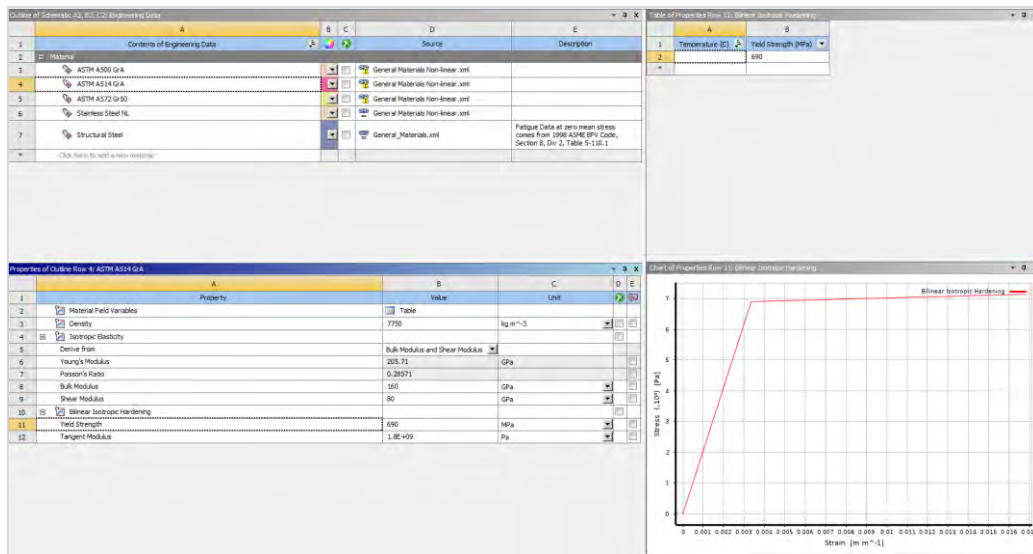 Outline of Schematic A2, B2, C2: Engineering Data
A B C D E
1 Contents of Engineering Data Source Description
2 Material
3 ASTM A500 GrA General Materials Non-linear.xml
4 ASTM A514 GrA General Materials Non-linear.xml
5 ASTM A572 Gr50 General Materials Non-linear.xml
6 Stainless Steel NL General Materials Non-linear.xml
7 Structural Steel General_Materials.xml Fatigue Data at zero mean stress
comes from 1998 ASME BPV Code,
Section 8, Div 2, Table 5-110.1
* Click here to add a new material
Table of Properties Row 11: Bilinear Isotropic Hardening
A B
1 Temperature (C) Yield Strength (MPa)
2 690
*
Properties of Outline Row 4: ASTM A514 GrA
A B C D E
1 Property Value Unit
2 Material Field Variables Table
3 Density 7750 kg m^-3
4 Isotropic Elasticity
5 Derive from Bulk Modulus and Shear Modulus
6 Young's Modulus 205.71 GPa
7 Poisson's Ratio 0.28571
8 Bulk Modulus 160 GPa
9 Shear Modulus 80 GPa
10 Bilinear Isotropic Hardening
11 Yield Strength 690 MPa
12 Tangent Modulus 1.8E+09 Pa
Chart of Properties Row 11: Bilinear Isotropic Hardening
Bilinear Isotropic Hardening
7
6
5
4
3
2
1
0
Stress (.10⁸) [Pa]
0 0.001 0.002 0.003 0.004 0.005 0.006 0.007 0.008 0.009 0.01 0.011 0.012 0.013 0.014 0.015 0.016
Strain [m m^-1]